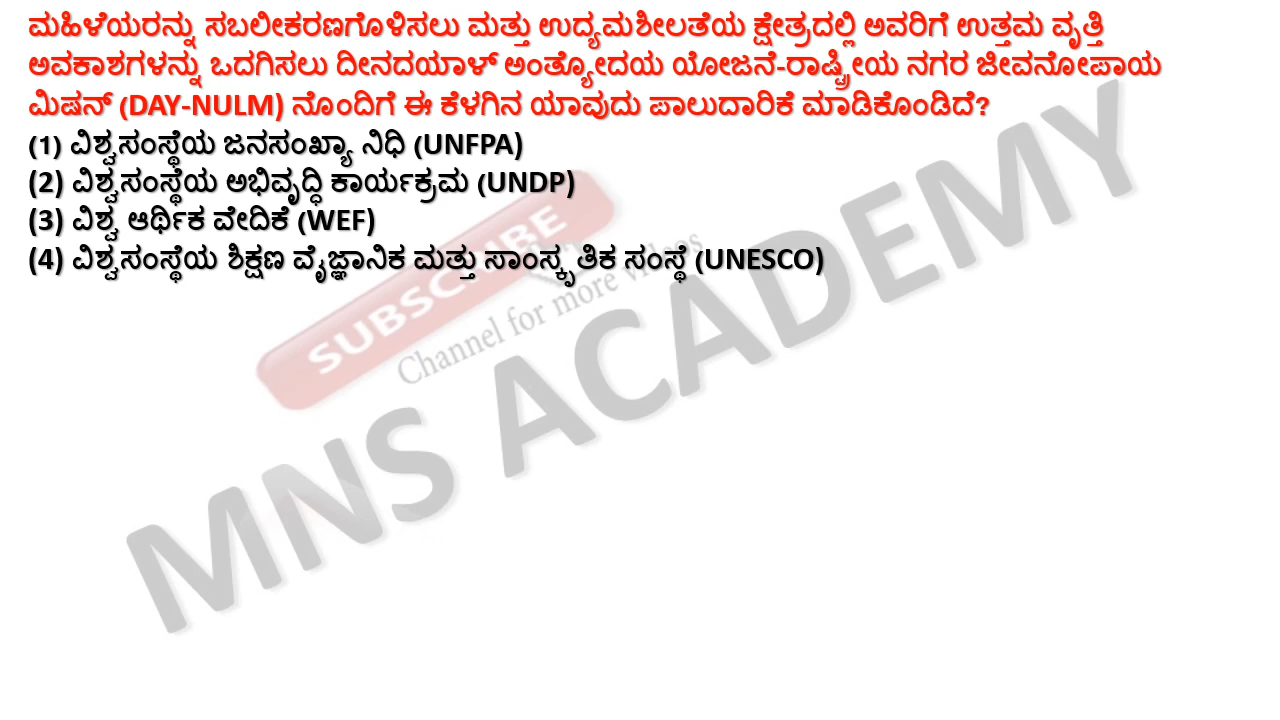 ಮಹಿಳೆಯರನ್ನು ಸಬಲೀಕರಣಗೊಳಿಸಲು ಮತ್ತು ಉದ್ಯಮಶೀಲತೆಯ ಕ್ಷೇತ್ರದಲ್ಲಿ ಅವರಿಗೆ ಉತ್ತಮ ವೃತ್ತಿ
ಅವಕಾಶಗಳನ್ನು ಒದಗಿಸಲು ದೀನದಯಾಳ್ ಅಂತ್ಯೋದಯ ಯೋಜನೆ-ರಾಷ್ಟ್ರೀಯ ನಗರ ಜೀವನೋಪಾಯ
ಮಿಷನ್ (DAY-NULM) ನೊಂದಿಗೆ ಈ ಕೆಳಗಿನ ಯಾವುದು ಪಾಲುದಾರಿಕೆ ಮಾಡಿಕೊಂಡಿದೆ?
(1) ವಿಶ್ವಸಂಸ್ಥೆಯ ಜನಸಂಖ್ಯಾ ನಿಧಿ (UNFPA)
(2) ವಿಶ್ವಸಂಸ್ಥೆಯ ಅಭಿವೃದ್ಧಿ ಕಾರ್ಯಕ್ರಮ (UNDP)
(3) ವಿಶ್ವ ಆರ್ಥಿಕ ವೇದಿಕೆ (WEF)
(4) ವಿಶ್ವಸಂಸ್ಥೆಯ ಶಿಕ್ಷಣ ವೈಜ್ಞಾನಿಕ ಮತ್ತು ಸಾಂಸ್ಕೃತಿಕ ಸಂಸ್ಥೆ (UNESCO)
SUBSCRIBE
Channel for more videos
MNS ACADEMY